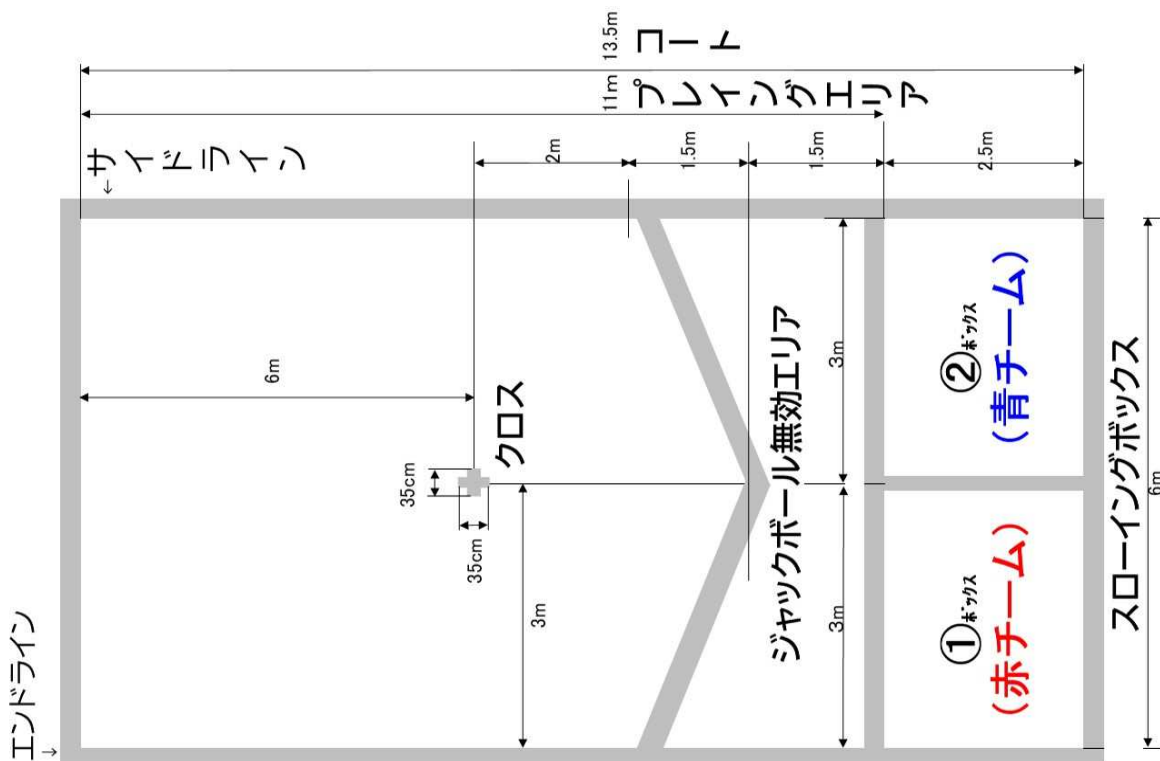 エンドライン
↓
←サイドライン
13.5m コート
11m プレイングエリア
2m
1.5m
1.5m
2.5m
6m
35cm
35cm
クロス
3m
ジャックボール無効エリア
3m
3m
①ボックス
(赤チーム)
②ボックス
(青チーム)
スローイングボックス
6m